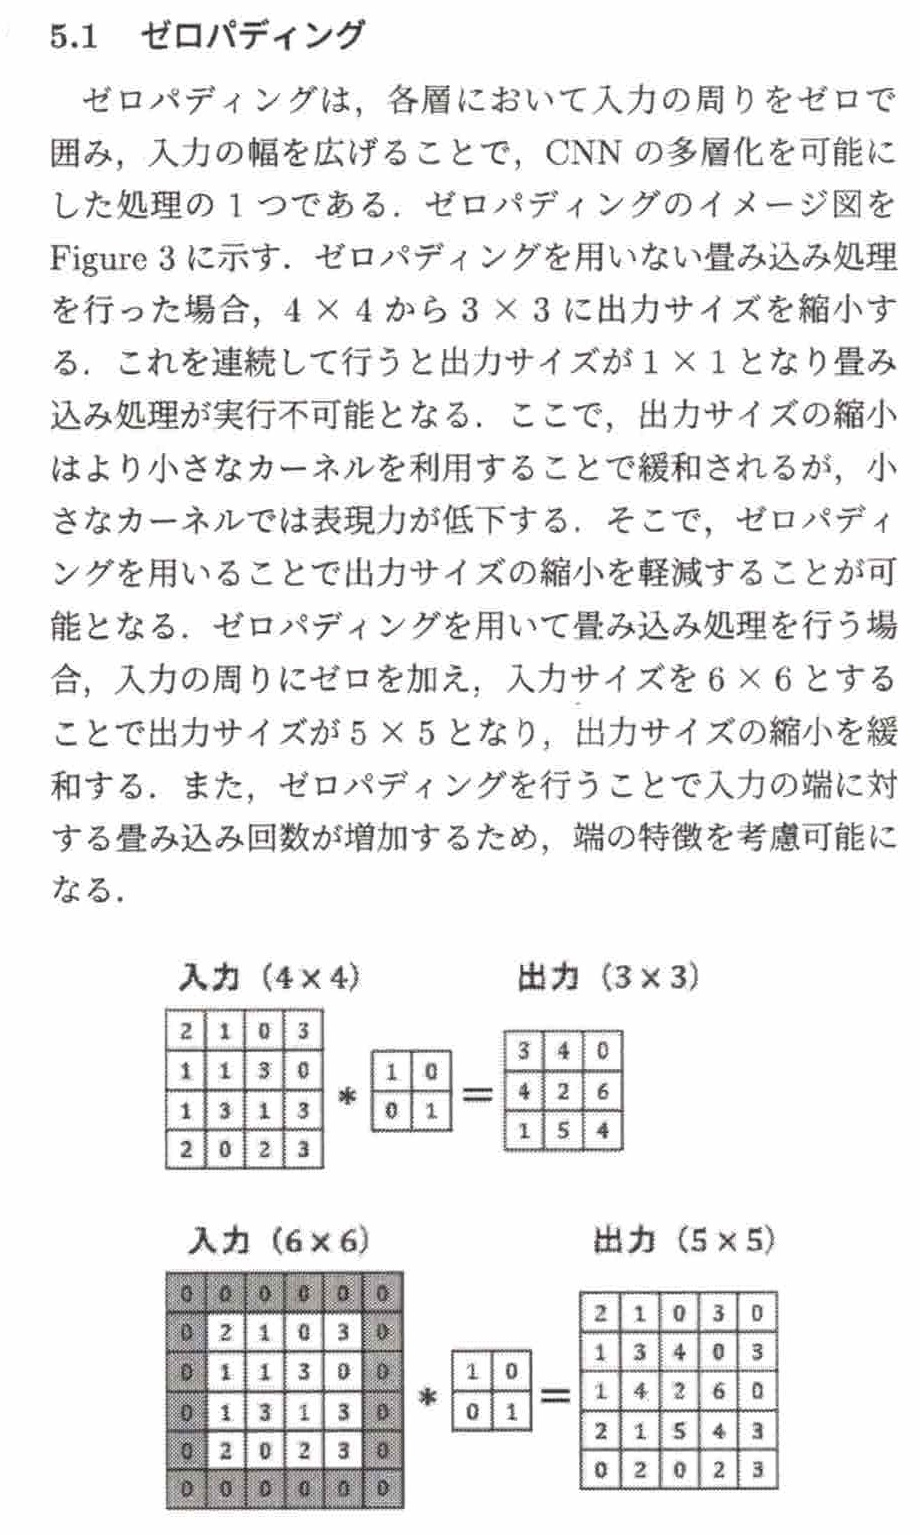 5.1 ゼロパディング
ゼロパディングは，各層において入力の周りをゼロで
囲み，入力の幅を広げることで，CNN の多層化を可能に
した処理の 1 つである．ゼロパディングのイメージ図を
Figure 3 に示す．ゼロパディングを用いない畳み込み処理
を行った場合，4 × 4 から 3 × 3 に出力サイズを縮小す
る．これを連続して行うと出力サイズが 1 × 1 となり畳み
込み処理が実行不可能となる．ここで，出力サイズの縮小
はより小さなカーネルを利用することで緩和されるが，小
さなカーネルでは表現力が低下する．そこで，ゼロパディ
ングを用いることで出力サイズの縮小を軽減することが可
能となる．ゼロパディングを用いて畳み込み処理を行う場
合，入力の周りにゼロを加え，入力サイズを 6 × 6 とする
ことで出力サイズが 5 × 5 となり，出力サイズの縮小を緩
和する．また，ゼロパディングを行うことで入力の端に対
する畳み込み回数が増加するため，端の特徴を考慮可能に
なる．
入力（4 × 4）
2 1 0 3
1 1 3 0
1 3 1 3
2 0 2 3
*
1 0
0 1
=
出力（3 × 3）
3 4 0
4 2 6
1 5 4
入力（6 × 6）
0 0 0 0 0 0
0 2 1 0 3 0
0 1 1 3 0 0
0 1 3 1 3 0
0 2 0 2 3 0
0 0 0 0 0 0
*
1 0
0 1
=
出力（5 × 5）
2 1 0 3 0
1 3 4 0 3
1 4 2 6 0
2 1 5 4 3
0 2 0 2 3